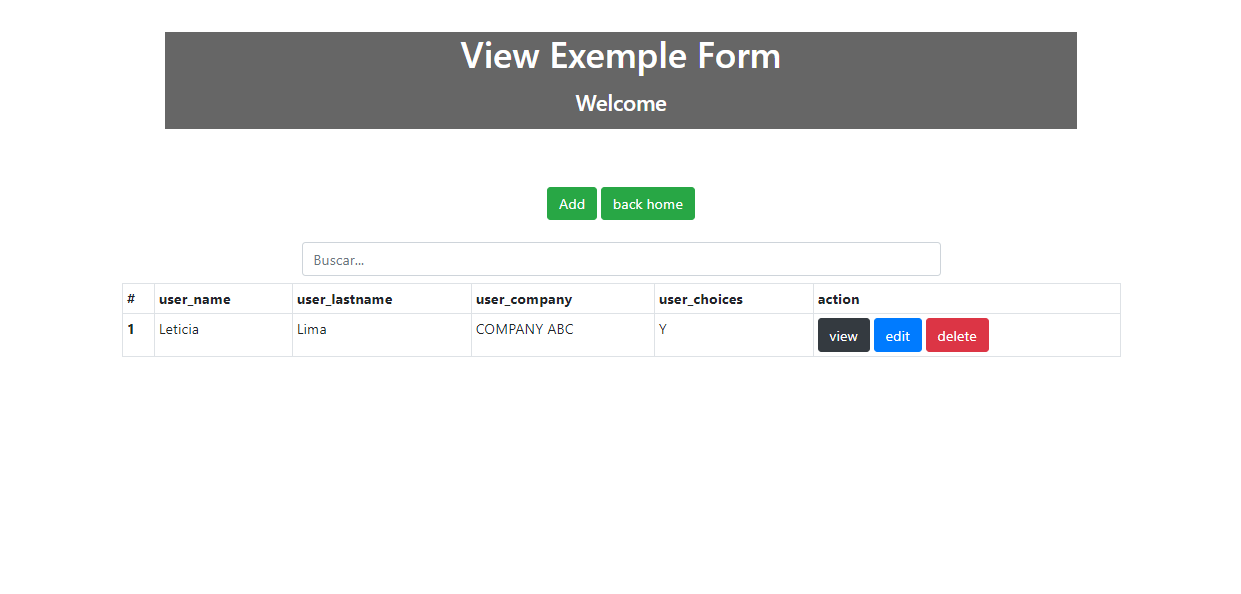 View Exemple Form
Welcome
Add back home
Buscar...
# user_name user_lastname user_company user_choices action
1 Leticia Lima COMPANY ABC Y view edit delete